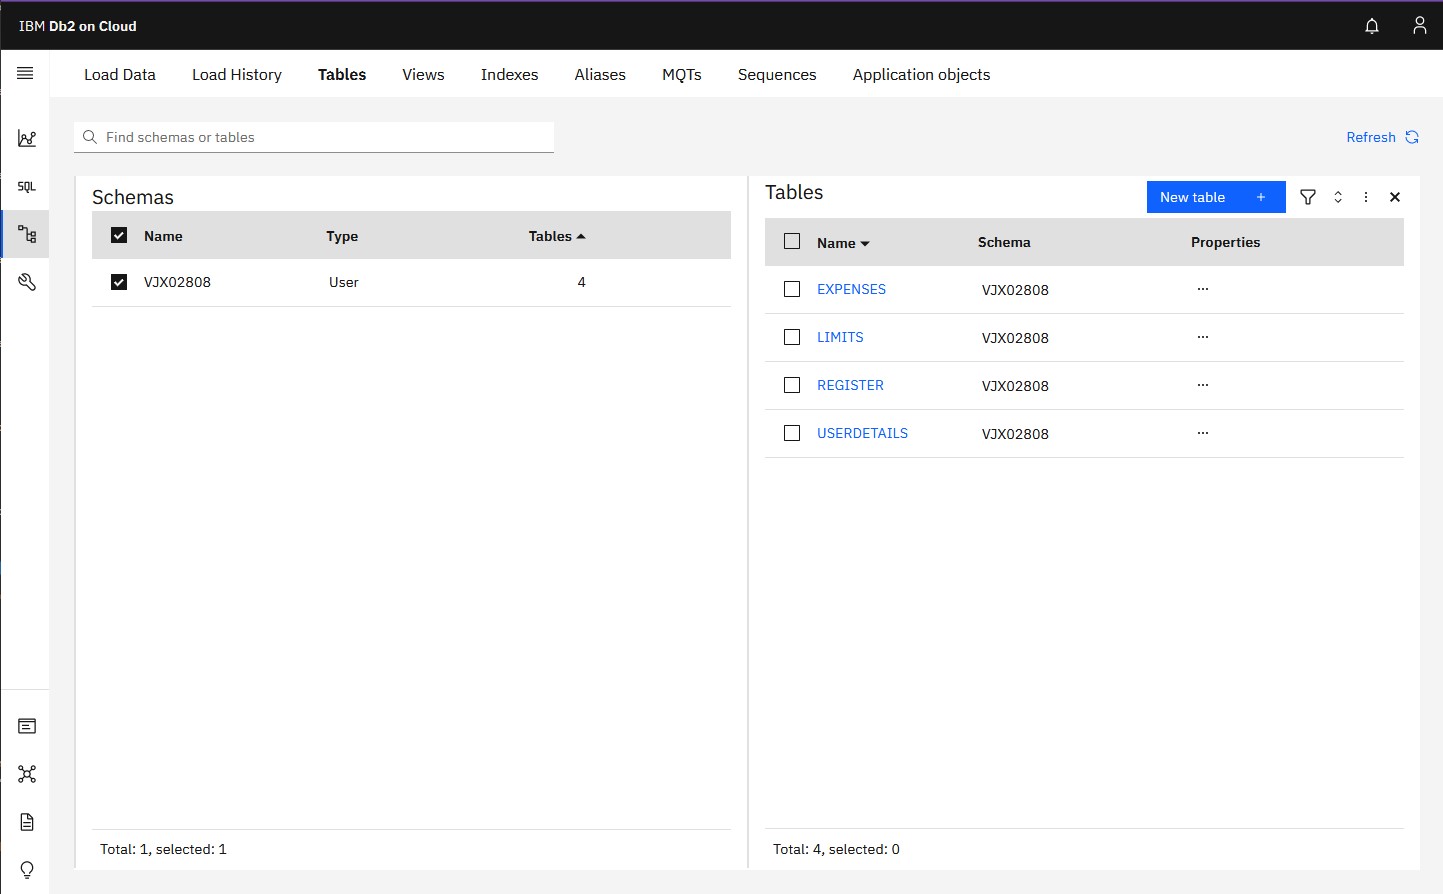 IBM Db2 on Cloud
Load Data Load History Tables Views Indexes Aliases MQTs Sequences Application objects
SQL
Find schemas or tables
Refresh
Schemas
Name Type Tables
VJX02808 User 4
Total: 1, selected: 1
Tables
New table +
Name Schema Properties
EXPENSES VJX02808 ...
LIMITS VJX02808 ...
REGISTER VJX02808 ...
USERDETAILS VJX02808 ...
Total: 4, selected: 0